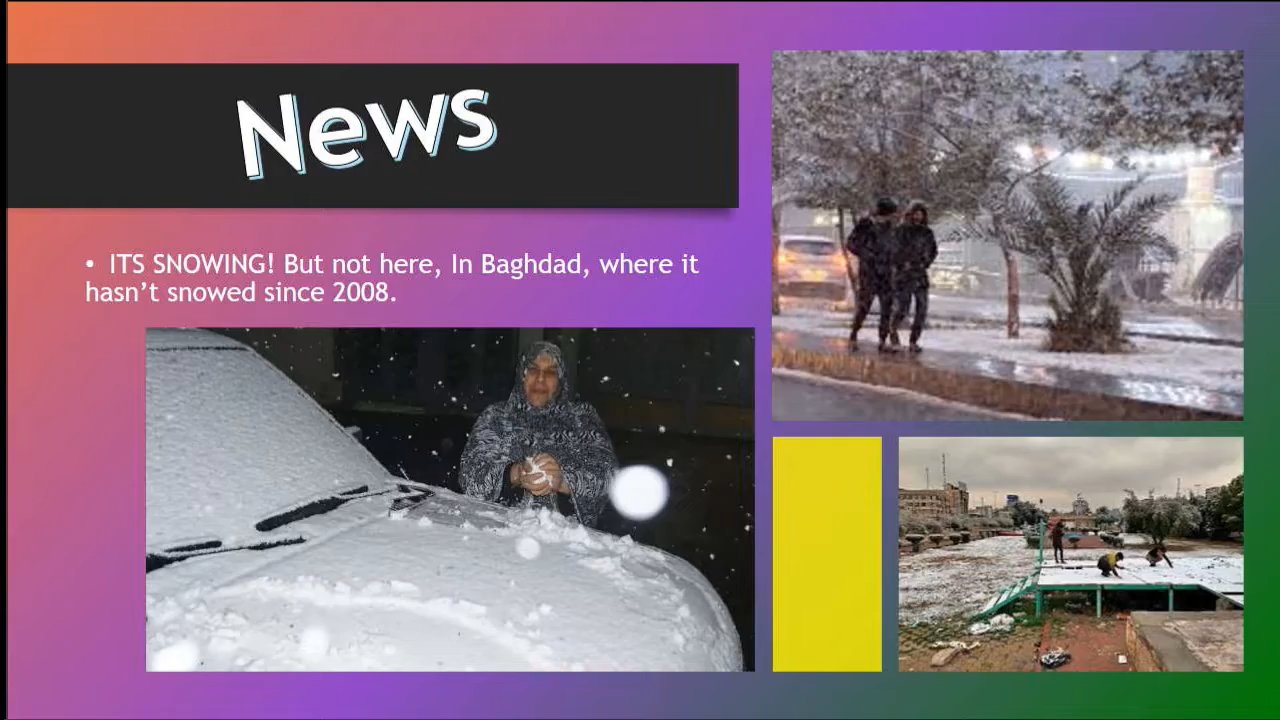 News
• ITS SNOWING! But not here, In Baghdad, where it
hasn’t snowed since 2008.